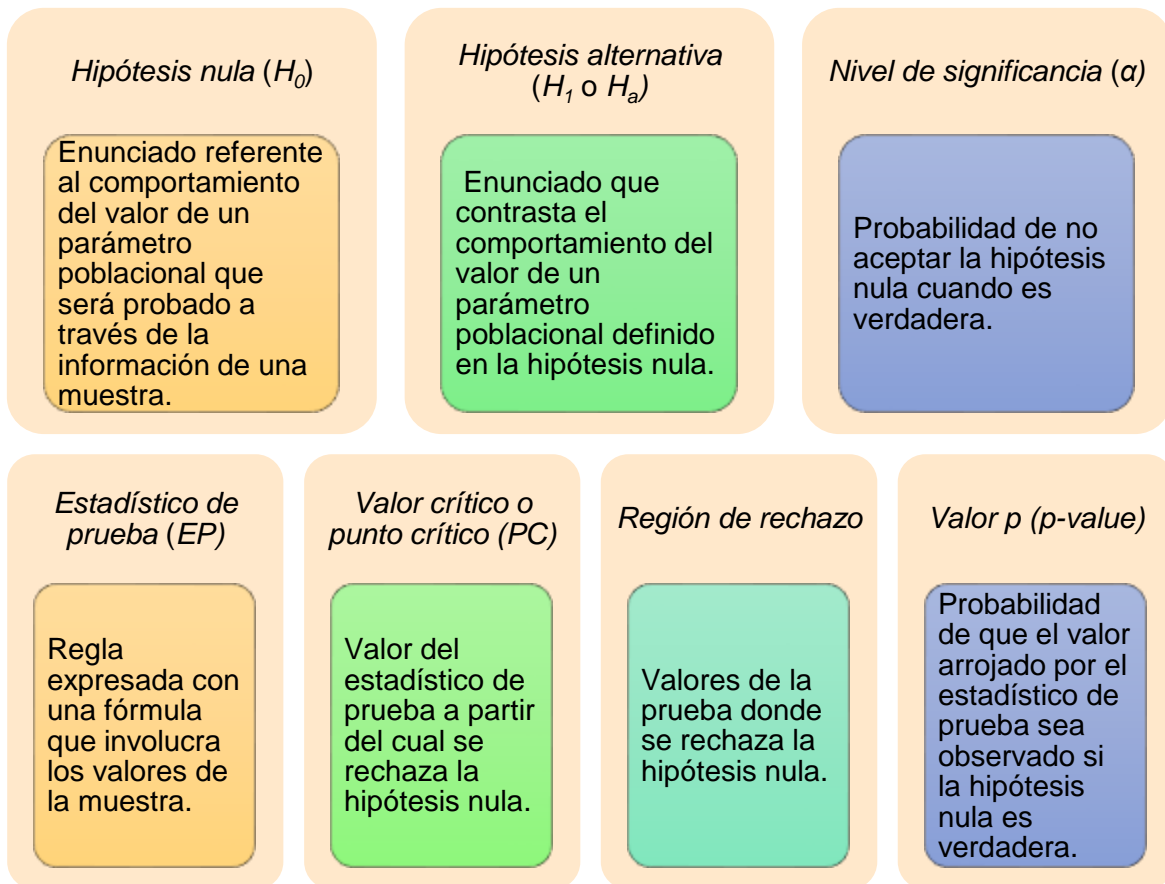 Hipótesis nula (H₀)
Enunciado referente
al comportamiento
del valor de un
parámetro
poblacional que
será probado a
través de la
información de una
muestra.
Hipótesis alternativa
(H₁ o Hₐ)
Enunciado que
contrasta el
comportamiento del
valor de un
parámetro
poblacional definido
en la hipótesis nula.
Nivel de significancia (α)
Probabilidad de no
aceptar la hipótesis
nula cuando es
verdadera.
Estadístico de
prueba (EP)
Regla
expresada con
una fórmula
que involucra
los valores de
la muestra.
Valor crítico o
punto crítico (PC)
Valor del
estadístico de
prueba a partir
del cual se
rechaza la
hipótesis nula.
Región de rechazo
Valores de la
prueba donde
se rechaza la
hipótesis nula.
Valor p (p-value)
Probabilidad
de que el valor
arrojado por el
estadístico de
prueba sea
observado si
la hipótesis
nula es
verdadera.